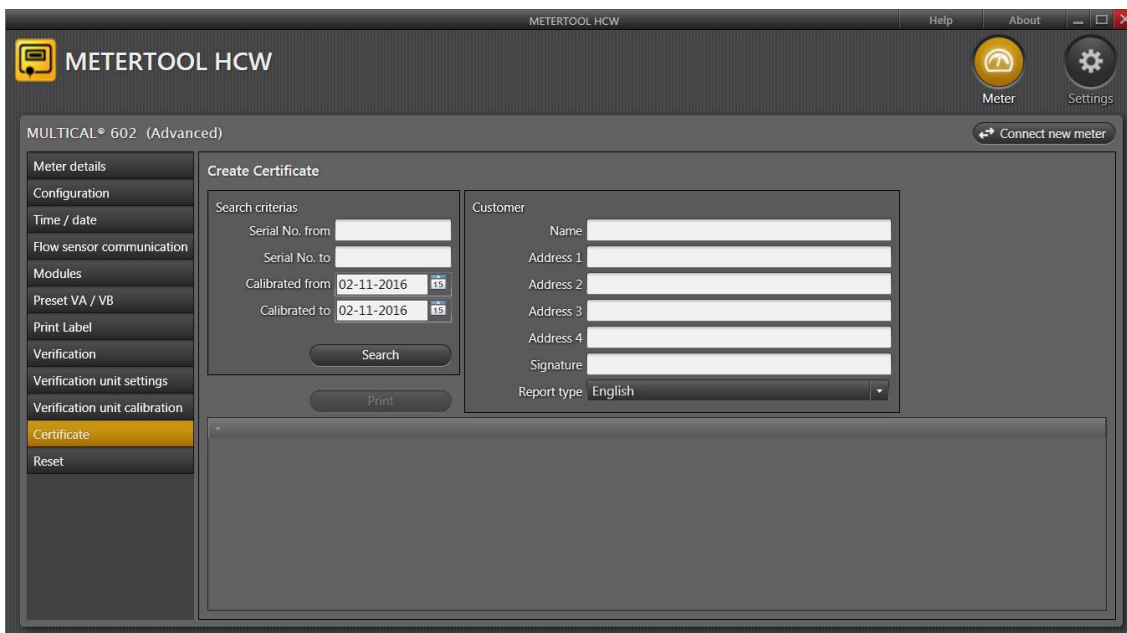 METERTOOL HCW
Help
About
METERTOOL HCW
Meter
Settings
MULTICAL® 602 (Advanced)
Connect new meter
Meter details
Configuration
Time / date
Flow sensor communication
Modules
Preset VA / VB
Print Label
Verification
Verification unit settings
Verification unit calibration
Certificate
Reset
Create Certificate
Search criterias
Serial No. from
Serial No. to
Calibrated from 02-11-2016 15
Calibrated to 02-11-2016 15
Search
Print
Customer
Name
Address 1
Address 2
Address 3
Address 4
Signature
Report type English